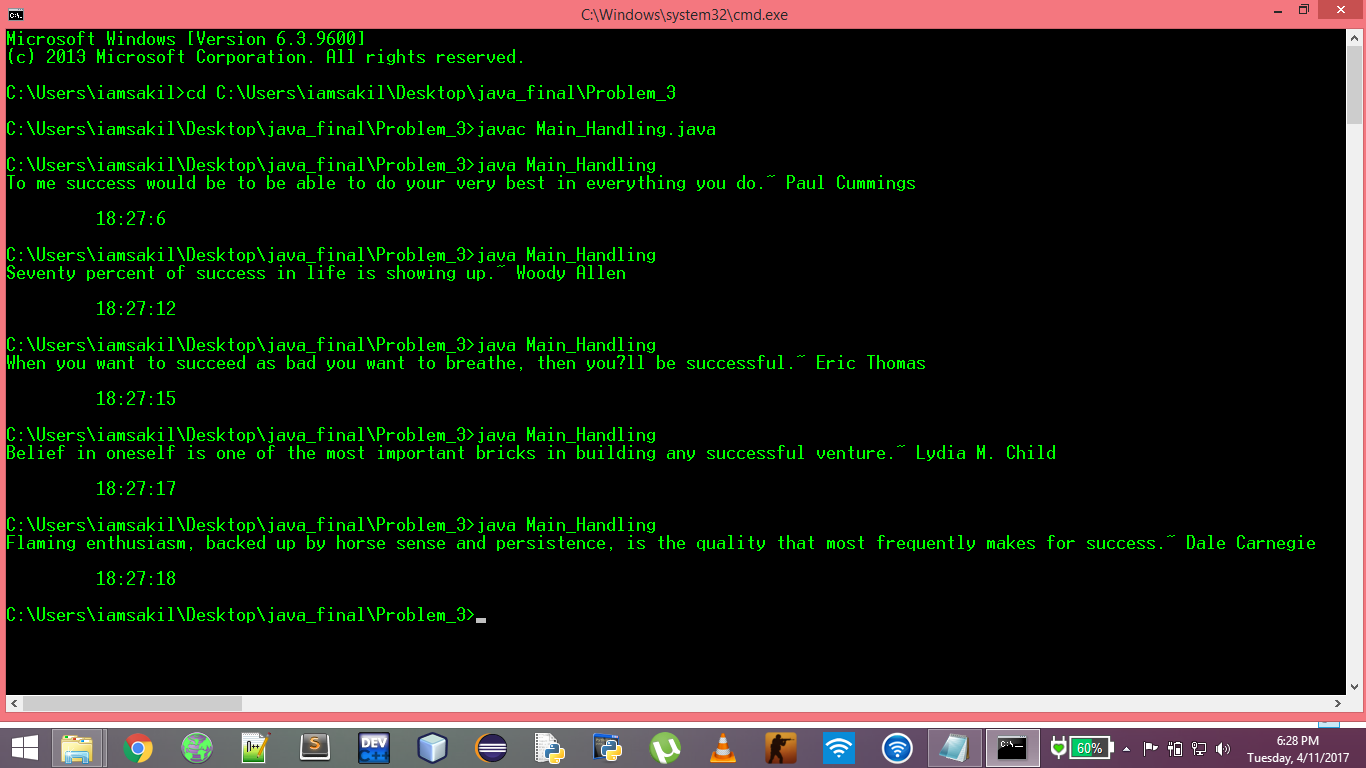 C:\Windows\system32\cmd.exe
Microsoft Windows [Version 6.3.9600]
(c) 2013 Microsoft Corporation. All rights reserved.
C:\Users\iamsakil>cd C:\Users\iamsakil\Desktop\java_final\Problem_3
C:\Users\iamsakil\Desktop\java_final\Problem_3>javac Main_Handling.java
C:\Users\iamsakil\Desktop\java_final\Problem_3>java Main_Handling
To me success would be to be able to do your very best in everything you do.~ Paul Cummings
18:27:6
C:\Users\iamsakil\Desktop\java_final\Problem_3>java Main_Handling
Seventy percent of success in life is showing up.~ Woody Allen
18:27:12
C:\Users\iamsakil\Desktop\java_final\Problem_3>java Main_Handling
When you want to succeed as bad you want to breathe, then you?ll be successful.~ Eric Thomas
18:27:15
C:\Users\iamsakil\Desktop\java_final\Problem_3>java Main_Handling
Belief in oneself is one of the most important bricks in building any successful venture.~ Lydia M. Child
18:27:17
C:\Users\iamsakil\Desktop\java_final\Problem_3>java Main_Handling
Flaming enthusiasm, backed up by horse sense and persistence, is the quality that most frequently makes for success.~ Dale Carnegie
18:27:18
C:\Users\iamsakil\Desktop\java_final\Problem_3>
DEV
C++
60%
6:28 PM
Tuesday, 4/11/2017